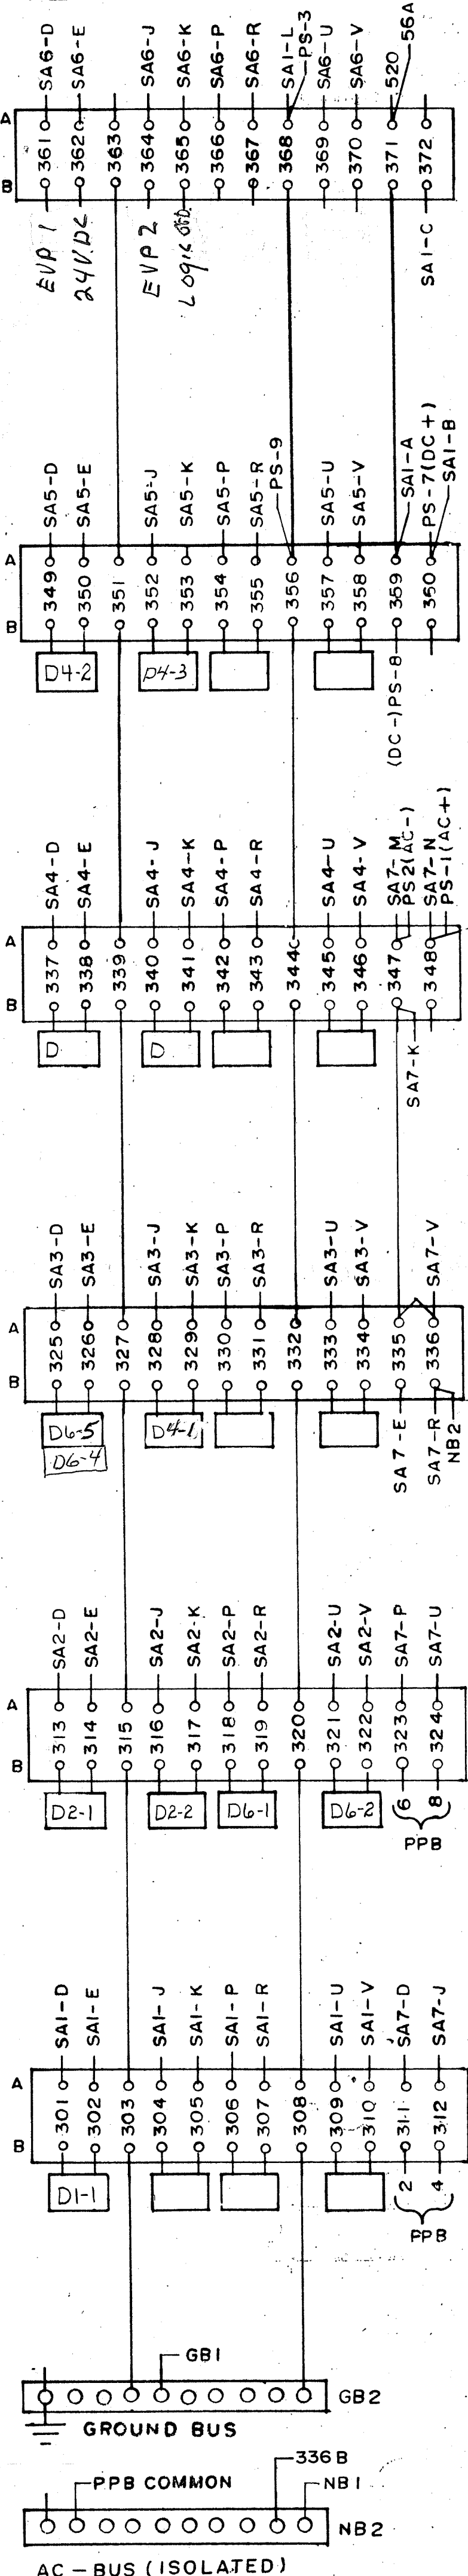 SA6-D SA6-E SA6-J SA6-K SA6-P SA6-R SA1-L PS-3 SA6-U SA6-V 520 56A
A
361 362 363 364 365 366 367 368 369 370 371 372
B
EVP 1 24VDC EVP 2 LOGIC GRD. SA1-C
SA5-D SA5-E SA5-J SA5-K SA5-P SA5-R PS-9 SA5-U SA5-V SA1-A PS-7(DC+) SA1-B
A
349 350 351 352 353 354 355 356 357 358 359 360
B
D4-2 D4-3 (DC-)PS-8
SA4-D SA4-E SA4-J SA4-K SA4-P SA4-R SA4-U SA4-V SA7-M PS2(AC-) SA7-N PS-1(AC+)
A
337 338 339 340 341 342 343 344 345 346 347 348
B
D D SA7-K
SA3-D SA3-E SA3-J SA3-K SA3-P SA3-R SA3-U SA3-V SA7-V
A
325 326 327 328 329 330 331 332 333 334 335 336
B
D6-5 D4-1 SA7-E SA7-R NB2
D6-4
SA2-D SA2-E SA2-J SA2-K SA2-P SA2-R SA2-U SA2-V SA7-P SA7-U
A
313 314 315 316 317 318 319 320 321 322 323 324
B
D2-1 D2-2 D6-1 D6-2 6 8
PPB
SA1-D SA1-E SA1-J SA1-K SA1-P SA1-R SA1-U SA1-V SA7-D SA7-J
A
301 302 303 304 305 306 307 308 309 310 311 312
B
D1-1 2 4
PPB
GB1
GB2
GROUND BUS
336B
PPB COMMON NB1
NB2
AC - BUS (ISOLATED)